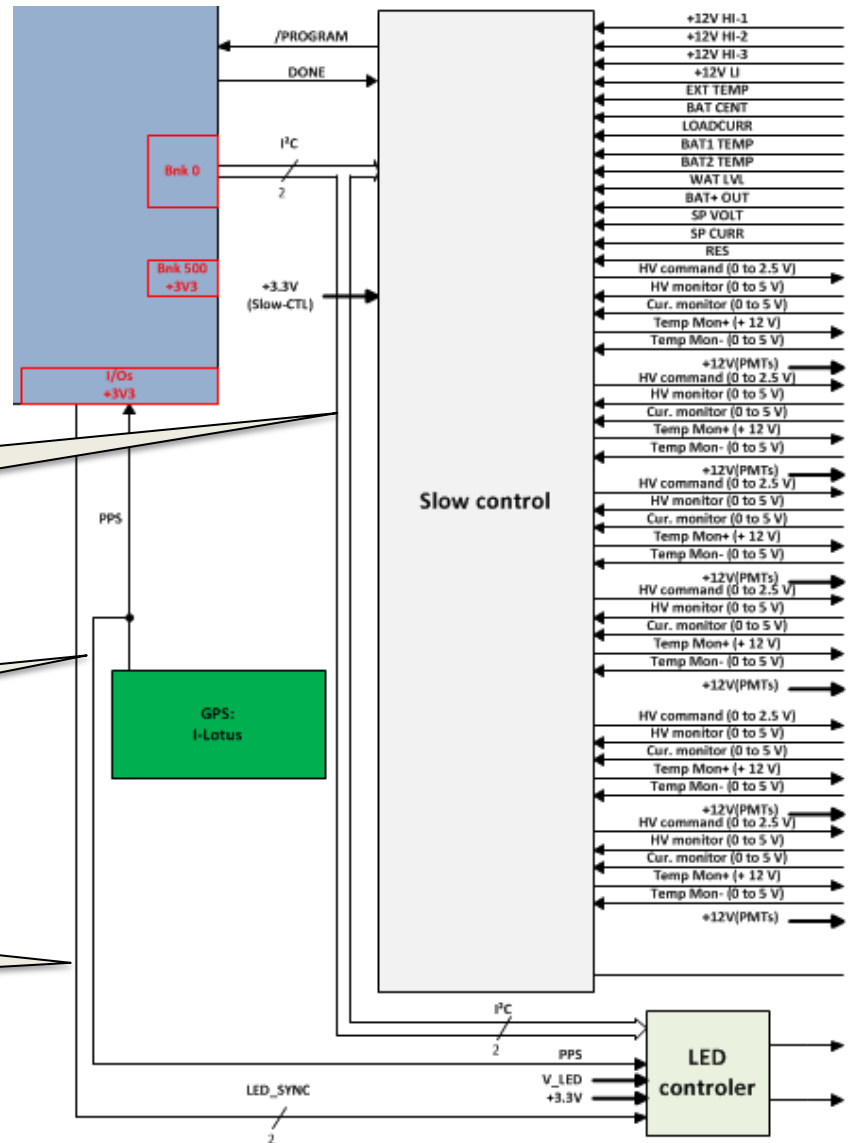 /PROGRAM
DONE
Bnk 0
I²C
2
Bnk 500
+3V3
+3.3V
(Slow-CTL)
I/Os
+3V3
PPS
GPS:
I-Lotus
Slow control
+12V HI-1
+12V HI-2
+12V HI-3
+12V LI
EXT TEMP
BAT CENT
LOADCURR
BAT1 TEMP
BAT2 TEMP
WAT LVL
BAT+ OUT
SP VOLT
SP CURR
RES
HV command (0 to 2.5 V)
HV monitor (0 to 5 V)
Cur. monitor (0 to 5 V)
Temp Mon+ (+ 12 V)
Temp Mon- (0 to 5 V)
+12V(PMTs)
HV command (0 to 2.5 V)
HV monitor (0 to 5 V)
Cur. monitor (0 to 5 V)
Temp Mon+ (+ 12 V)
Temp Mon- (0 to 5 V)
+12V(PMTs)
HV command (0 to 2.5 V)
HV monitor (0 to 5 V)
Cur. monitor (0 to 5 V)
Temp Mon+ (+ 12 V)
Temp Mon- (0 to 5 V)
+12V(PMTs)
HV command (0 to 2.5 V)
HV monitor (0 to 5 V)
Cur. monitor (0 to 5 V)
Temp Mon+ (+ 12 V)
Temp Mon- (0 to 5 V)
+12V(PMTs)
HV command (0 to 2.5 V)
HV monitor (0 to 5 V)
Cur. monitor (0 to 5 V)
Temp Mon+ (+ 12 V)
Temp Mon- (0 to 5 V)
+12V(PMTs)
HV command (0 to 2.5 V)
HV monitor (0 to 5 V)
Cur. monitor (0 to 5 V)
Temp Mon+ (+ 12 V)
Temp Mon- (0 to 5 V)
+12V(PMTs)
I²C
2
PPS
V_LED
+3.3V
LED_SYNC
2
LED
controler